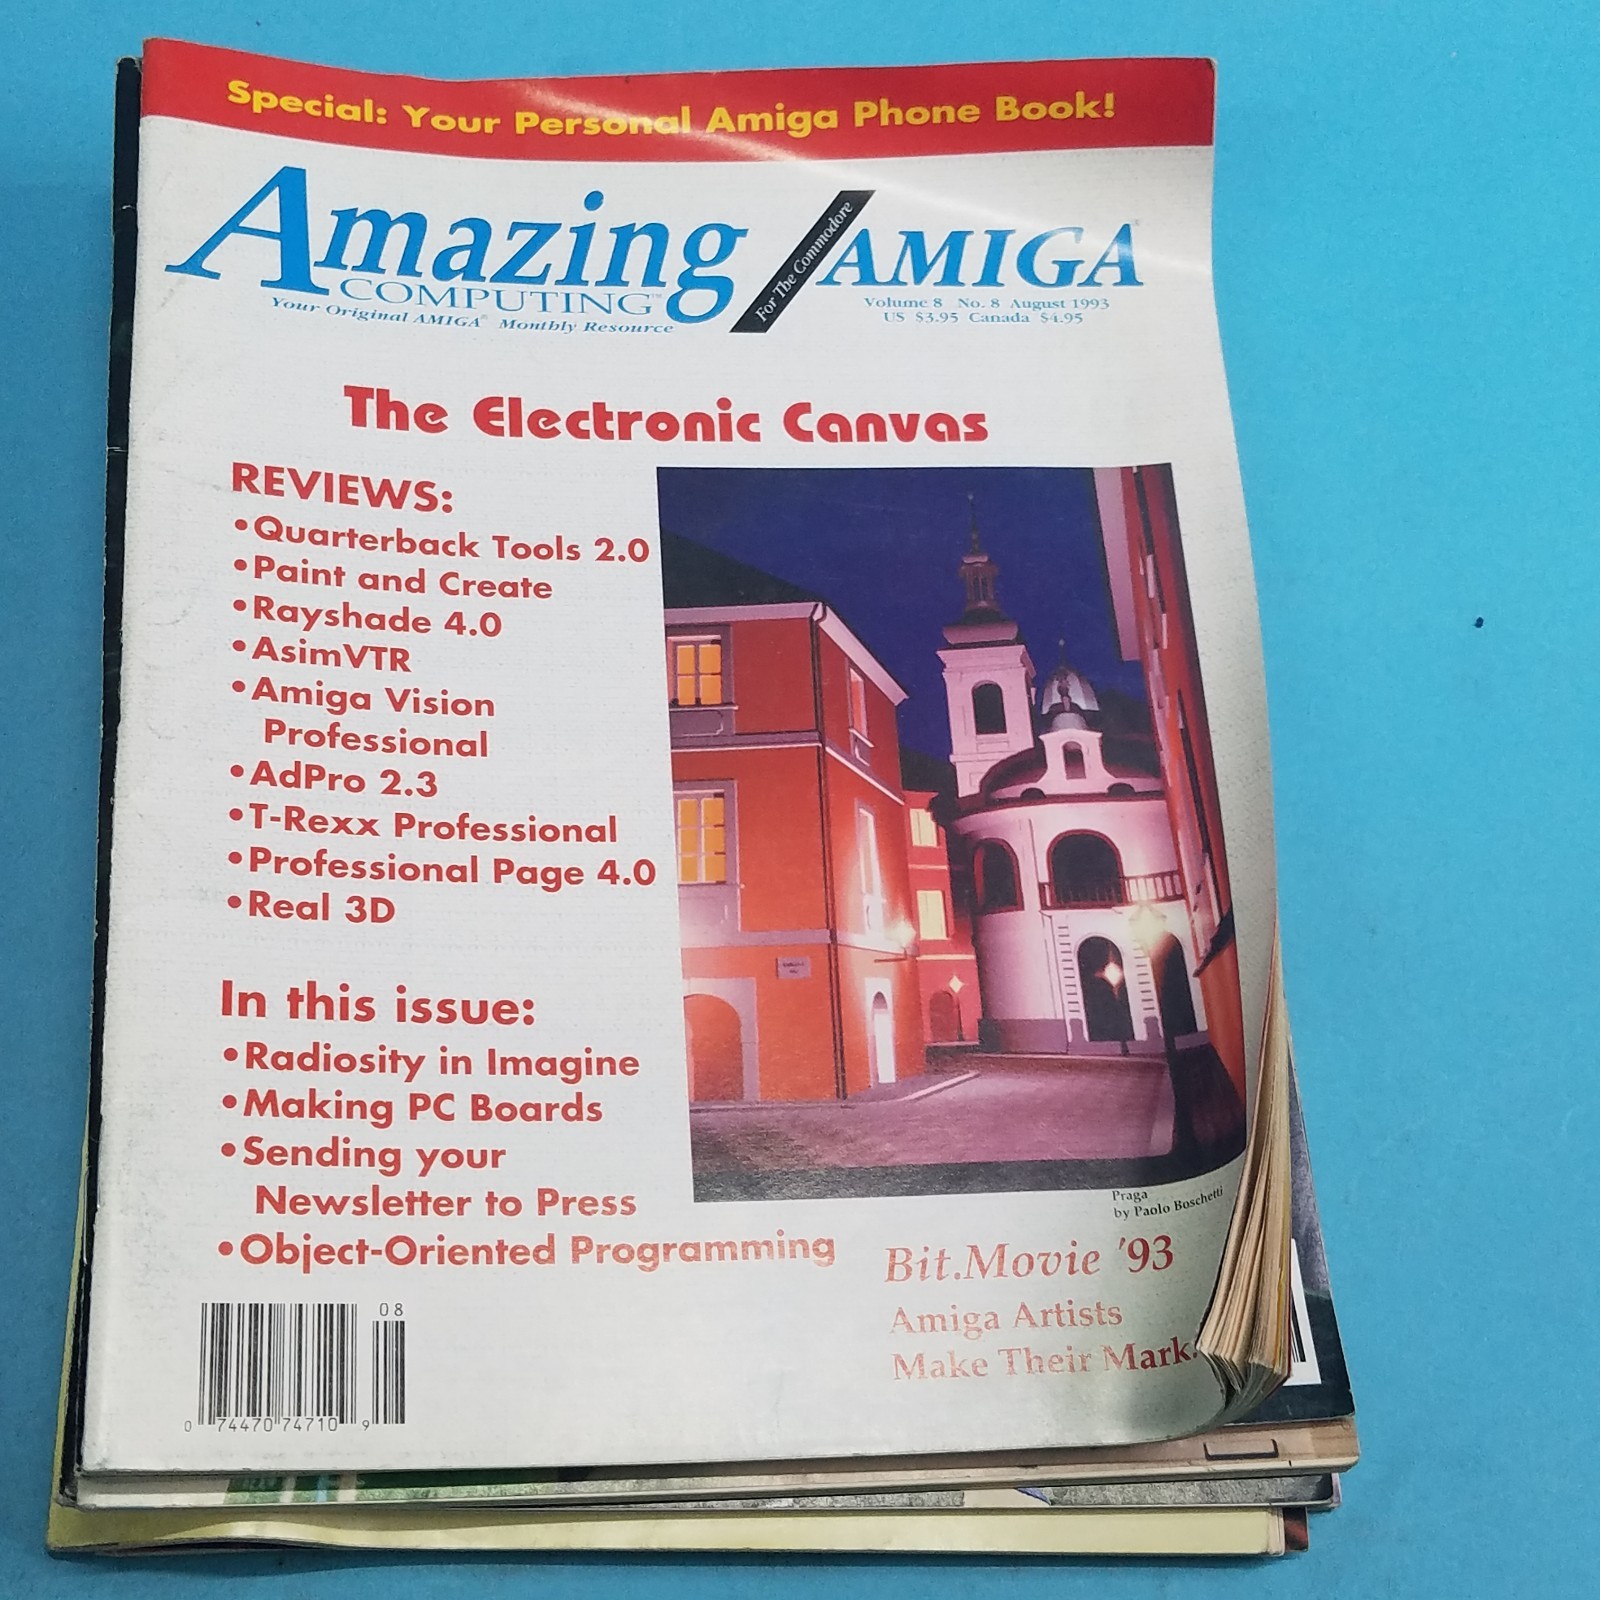 Special: Your Personal Amiga Phone Book!
Amazing
COMPUTING™
Your Original AMIGA® Monthly Resource
For The Commodore
AMIGA®
Volume 8 No. 8 August 1993
US $3.95 Canada $4.95
The Electronic Canvas
REVIEWS:
•Quarterback Tools 2.0
•Paint and Create
•Rayshade 4.0
•AsimVTR
•Amiga Vision
Professional
•AdPro 2.3
•T-Rexx Professional
•Professional Page 4.0
•Real 3D
In this issue:
•Radiosity in Imagine
•Making PC Boards
•Sending your
Newsletter to Press
•Object-Oriented Programming
Praga
by Paolo Boschetti
Bit.Movie '93
Amiga Artists
Make Their Mark.
08
0 74470 74710 9